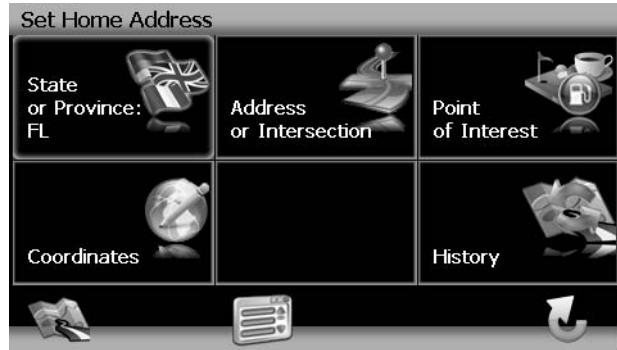 Set Home Address
State
or Province:
FL
Address
or Intersection
Point
of Interest
Coordinates
History